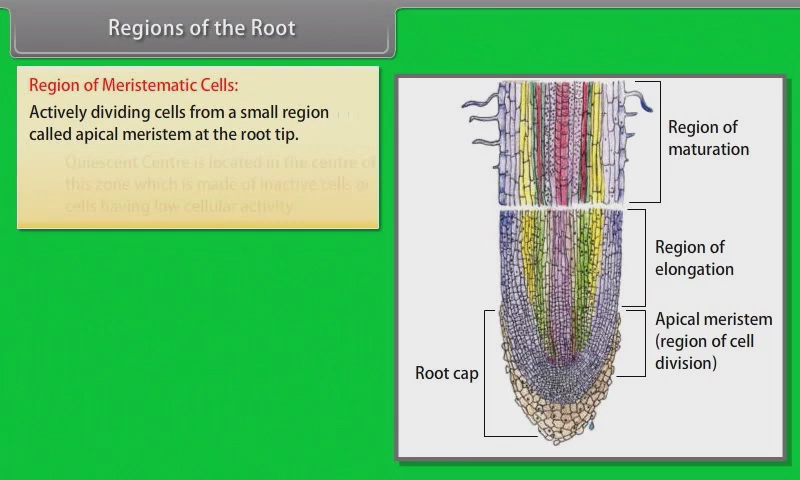 Regions of the Root
Region of Meristematic Cells:
Actively dividing cells from a small region
called apical meristem at the root tip.
Quiescent Centre is located in the centre of
this zone which is made of inactive cells or
cells having low cellular activity
Region of
maturation
Region of
elongation
Apical meristem
(region of cell
division)
Root cap